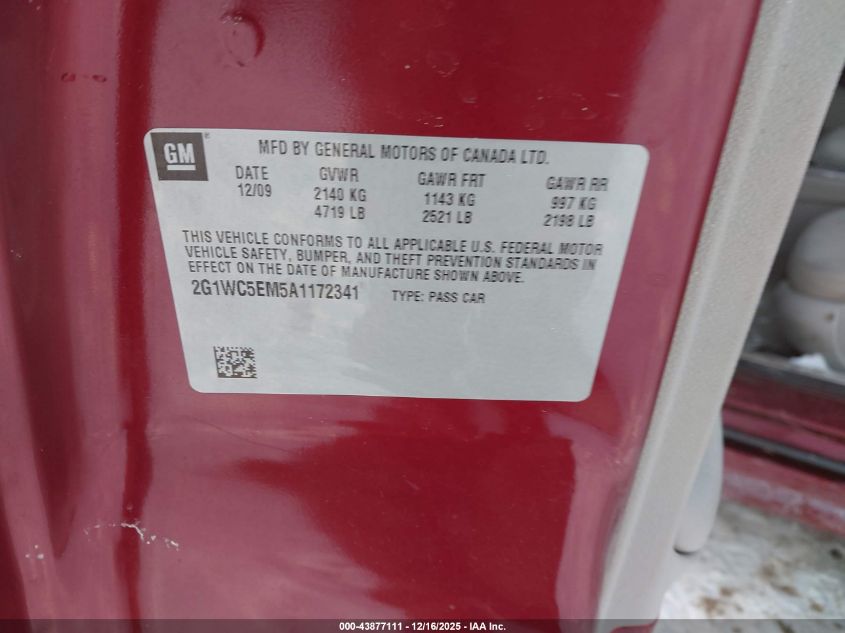 GM
MFD BY GENERAL MOTORS OF CANADA LTD.
DATE GVWR GAWR FRT GAWR RR
12/09 2140 KG 1143 KG 997 KG
4719 LB 2521 LB 2198 LB
THIS VEHICLE CONFORMS TO ALL APPLICABLE U.S. FEDERAL MOTOR
VEHICLE SAFETY, BUMPER, AND THEFT PREVENTION STANDARDS IN
EFFECT ON THE DATE OF MANUFACTURE SHOWN ABOVE.
2G1WC5EM5A1172341 TYPE: PASS CAR
000-43877111 - 12/16/2025 - IAA Inc.